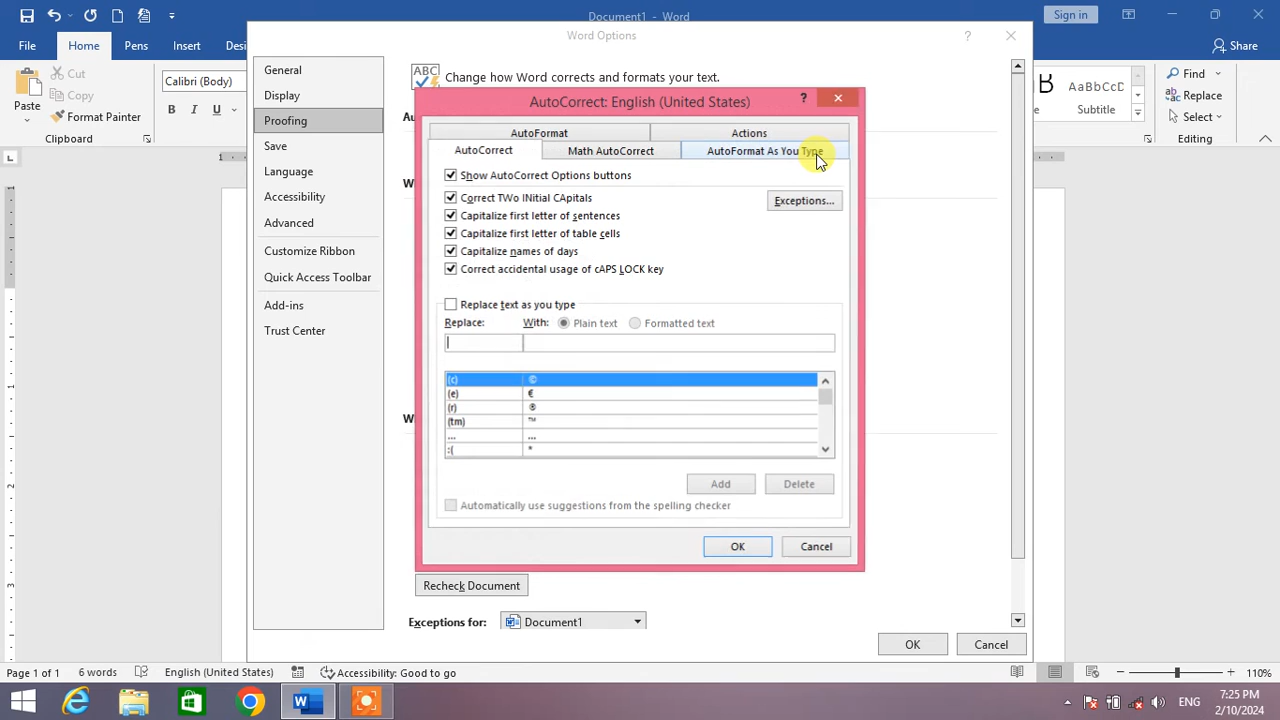 Document1 - Word
Sign in
File
Home
Pen
Insert
Desi
Share
Word Options
?
Paste
Cut
Copy
Format Painter
Clipboard
Calibri (Body)
B I U
Find
Replace
Select
Editing
General
Display
Proofing
Save
Language
Accessibility
Advanced
Customize Ribbon
Quick Access Toolbar
Add-ins
Trust Center
ABC
Change how Word corrects and formats your text.
AutoCorrect: English (United States)
?
AutoFormat
Actions
AutoCorrect
Math AutoCorrect
AutoFormat As You Type
Show AutoCorrect Options buttons
Correct TWo INitial CApitals
Exceptions...
Capitalize first letter of sentences
Capitalize first letter of table cells
Capitalize names of days
Correct accidental usage of cAPS LOCK key
Replace text as you type
Replace: With: Plain text Formatted text
(c) ©
(e) €
(r) ®
(tm) ™
... ...
:(
Add
Delete
Automatically use suggestions from the spelling checker
OK
Cancel
Recheck Document
Exceptions for: Document1
OK
Cancel
Page 1 of 1 6 words English (United States) Accessibility: Good to go 110%
ENG
7:25 PM
2/10/2024